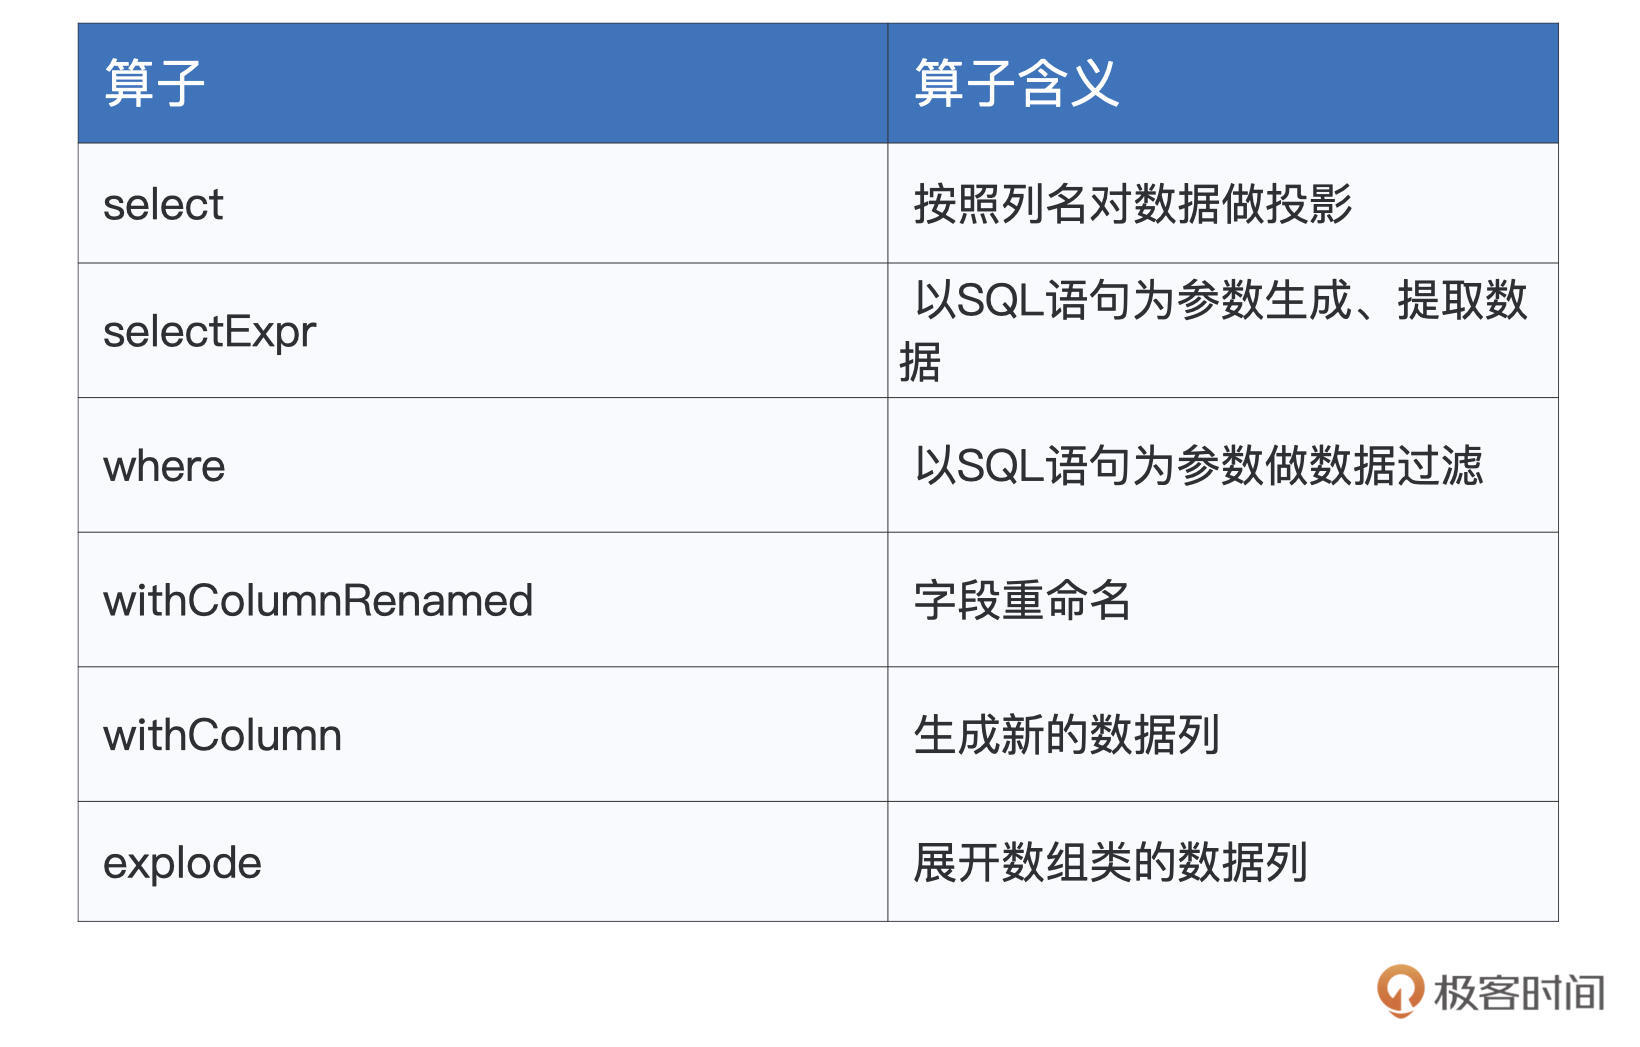 算子
算子含义
select
按照列名对数据做投影
selectExpr
以SQL语句为参数生成、提取数
据
where
以SQL语句为参数做数据过滤
withColumnRenamed
字段重命名
withColumn
生成新的数据列
explode
展开数组类的数据列
极客时间